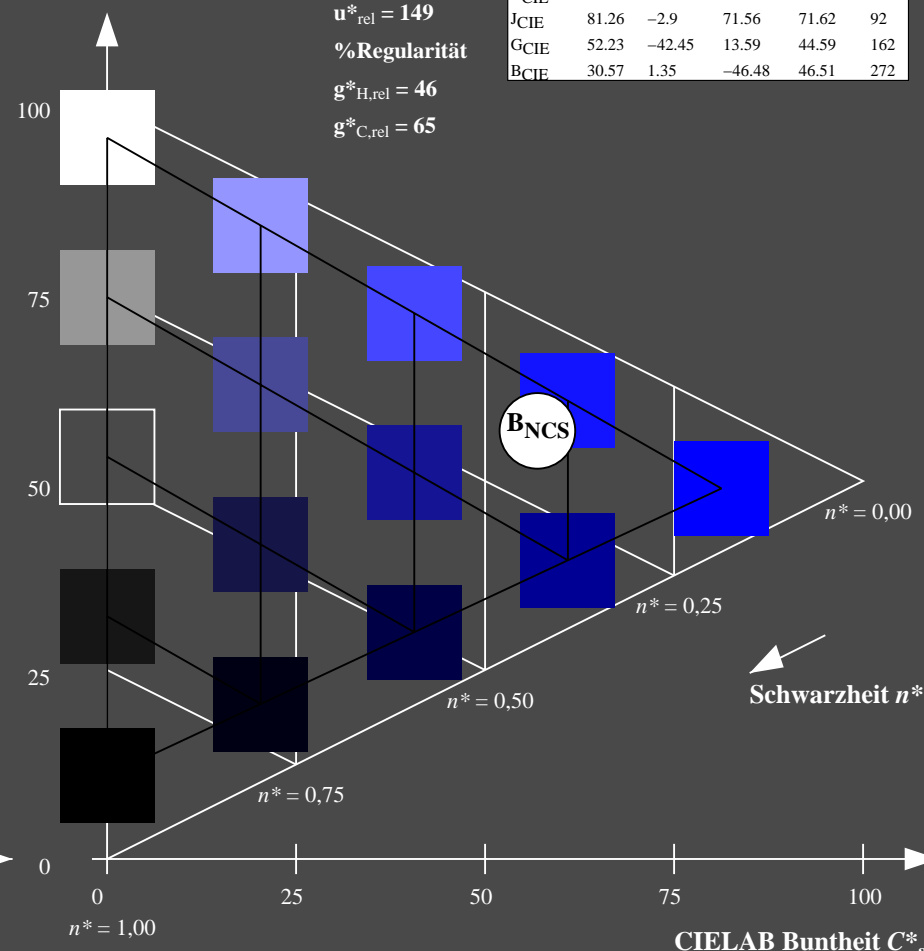 u*rel = 149
%Regularität
g*H,rel = 46
g*C,rel = 65
CIE
JCIE 81.26 −2.9 71.56 71.62 92
GCIE 52.23 −42.45 13.59 44.59 162
BCIE 30.57 1.35 −46.48 46.51 272
100
75
BNCS
50
n* = 0,00
n* = 0,25
25
Schwarzheit n*
n* = 0,50
n* = 0,75
0
0 25 50 75 100
n* = 1,00
CIELAB Buntheit C*